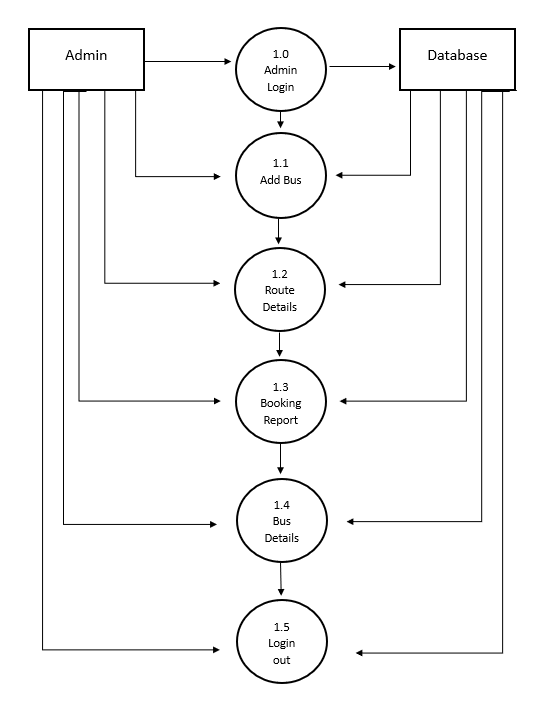 Admin
1.0
Admin
Login
Database
1.1
Add Bus
1.2
Route
Details
1.3
Booking
Report
1.4
Bus
Details
1.5
Login
out